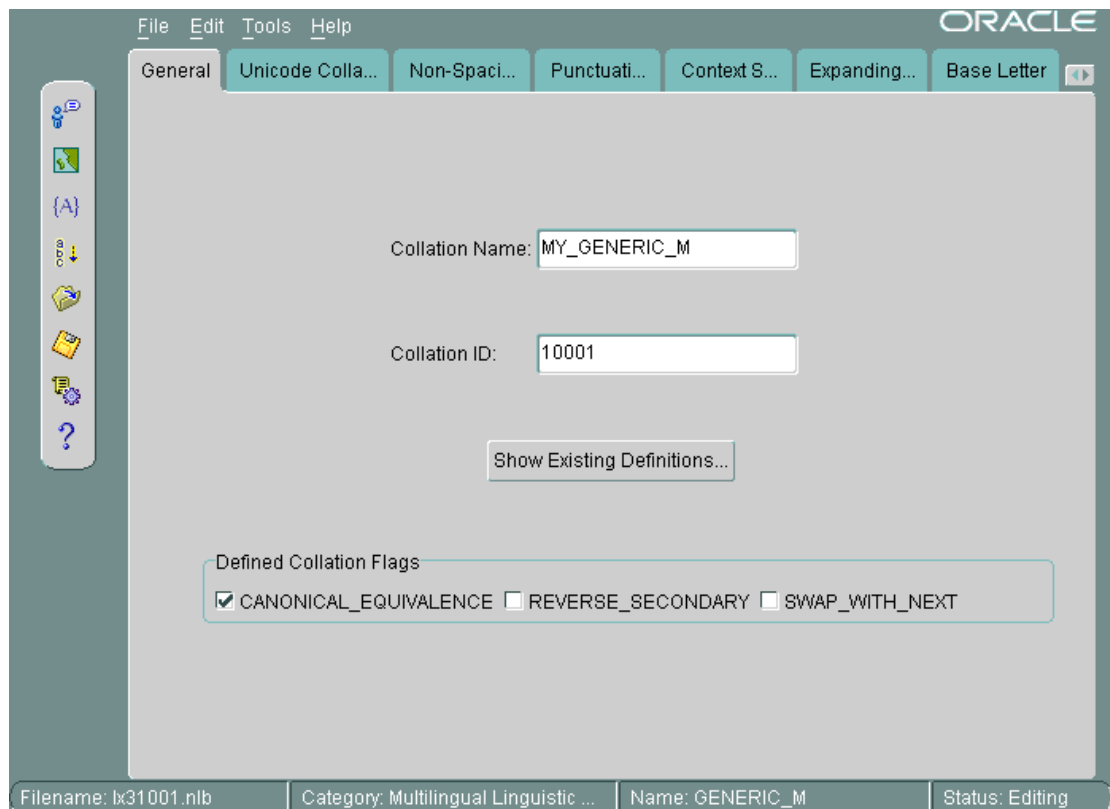 File Edit Tools Help
ORACLE
General Unicode Colla... Non-Spaci... Punctuati... Context S... Expanding... Base Letter
{A}
a
b
c
?
Collation Name: MY_GENERIC_M
Collation ID: 10001
Show Existing Definitions...
Defined Collation Flags
CANONICAL_EQUIVALENCE REVERSE_SECONDARY SWAP_WITH_NEXT
Filename: lx31001.nlb Category: Multilingual Linguistic ... Name: GENERIC_M Status: Editing